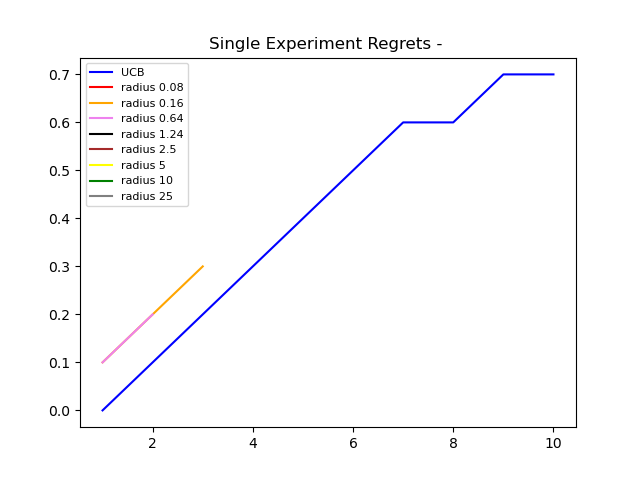 Single Experiment Regrets -
UCB
radius 0.08
radius 0.16
radius 0.64
radius 1.24
radius 2.5
radius 5
radius 10
radius 25
0.7
0.6
0.5
0.4
0.3
0.2
0.1
0.0
2 4 6 8 10